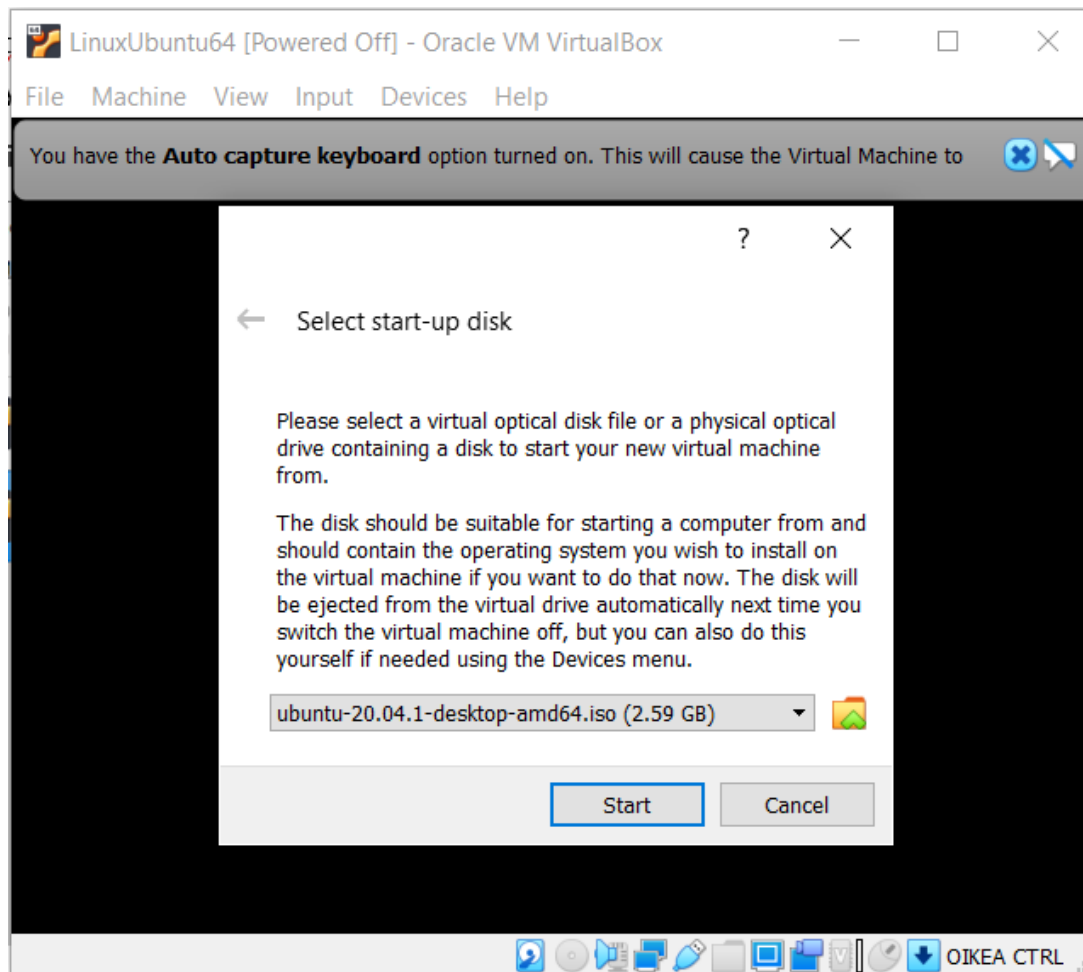 LinuxUbuntu64 [Powered Off] - Oracle VM VirtualBox
File Machine View Input Devices Help
You have the Auto capture keyboard option turned on. This will cause the Virtual Machine to
?
Select start-up disk
Please select a virtual optical disk file or a physical optical
drive containing a disk to start your new virtual machine
from.
The disk should be suitable for starting a computer from and
should contain the operating system you wish to install on
the virtual machine if you want to do that now. The disk will
be ejected from the virtual drive automatically next time you
switch the virtual machine off, but you can also do this
yourself if needed using the Devices menu.
ubuntu-20.04.1-desktop-amd64.iso (2.59 GB)
Start Cancel
OIKEA CTRL